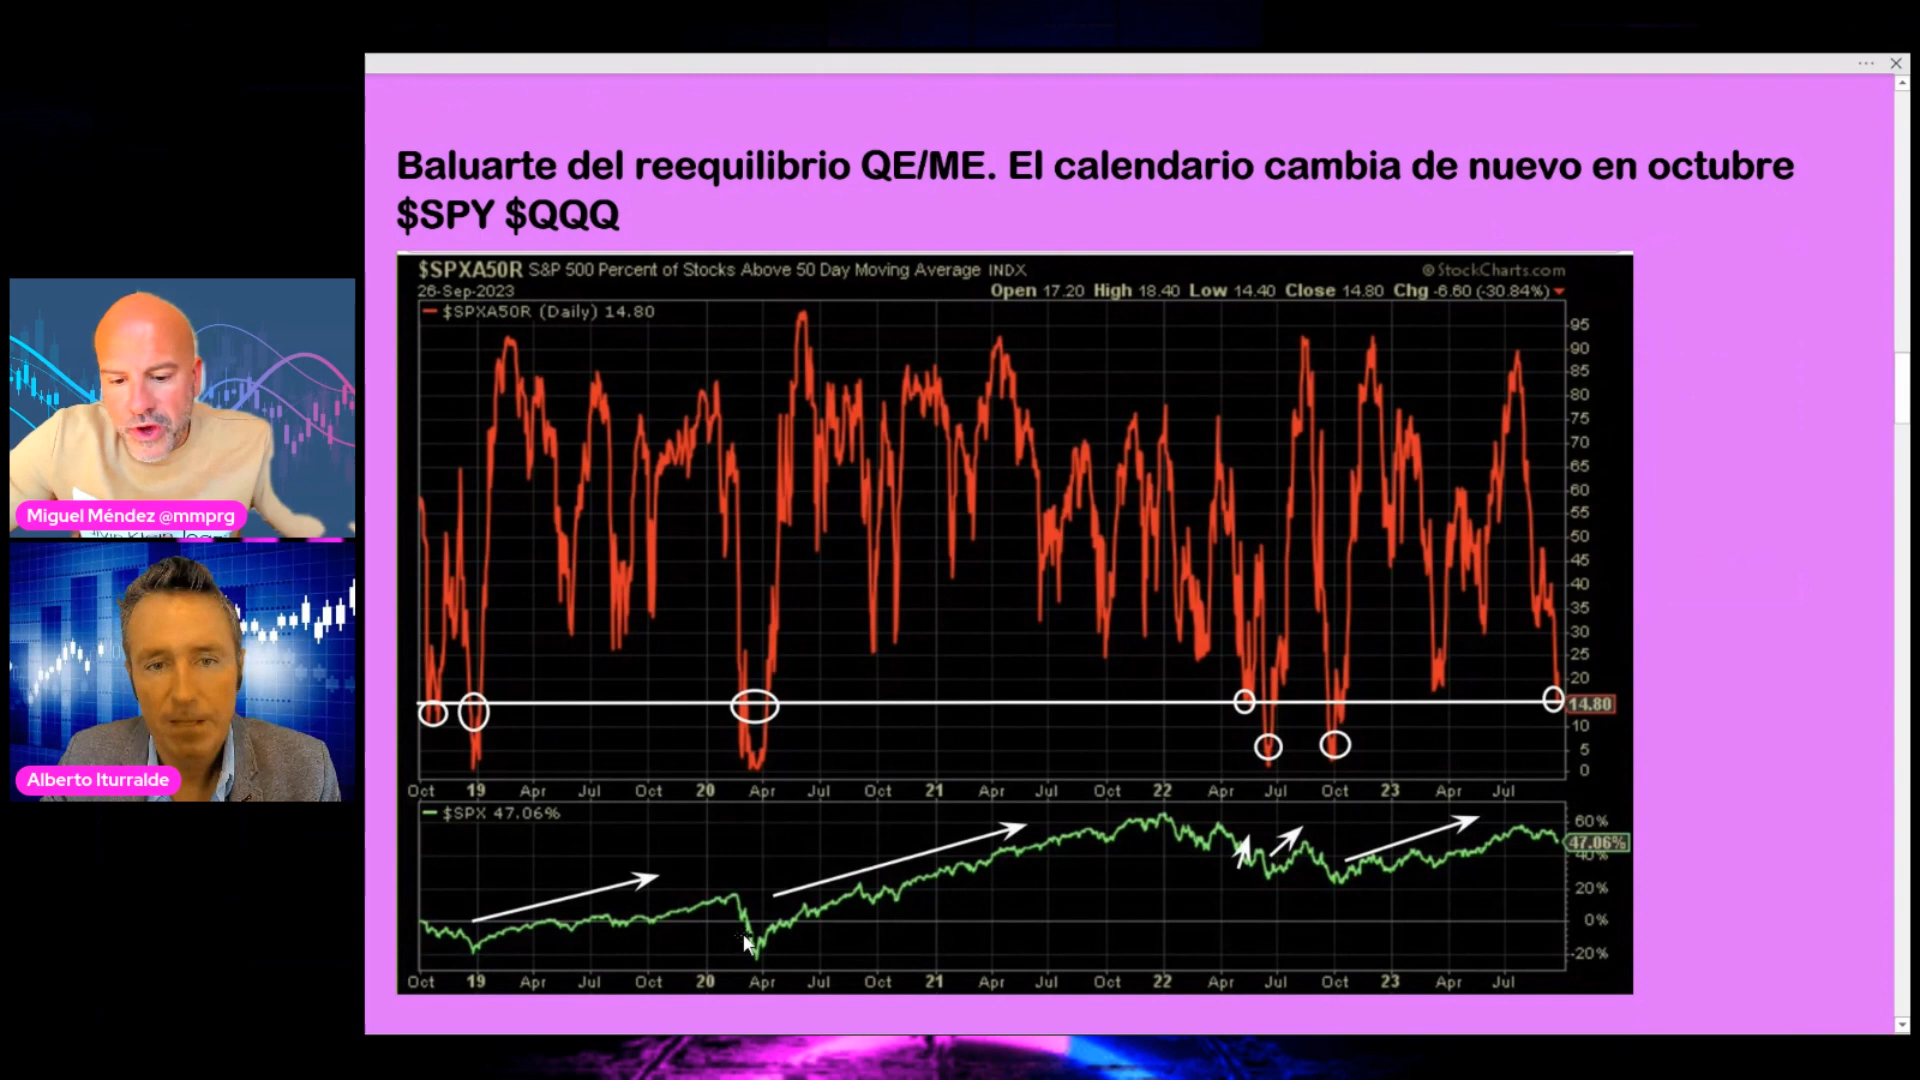 Baluarte del reequilibrio QE/ME. El calendario cambia de nuevo en octubre
$SPY $QQQ
$SPXA50R S&P 500 Percent of Stocks Above 50 Day Moving Average INDX
© StockCharts.com
26-Sep-2023
Open 17.20 High 18.40 Low 14.40 Close 14.80 Chg -6.60 (-30.84%)
$SPXA50R (Daily) 14.80
95
90
85
80
75
70
65
60
55
50
45
40
35
30
25
20
14.80
10
5
0
Oct 19 Apr Jul Oct 20 Apr Jul Oct 21 Apr Jul Oct 22 Apr Jul Oct 23 Apr Jul
$SPX 47.06%
60%
47.06%
40%
20%
0%
-20%
Oct 19 Apr Jul Oct 20 Apr Jul Oct 21 Apr Jul Oct 22 Apr Jul Oct 23 Apr Jul
Miguel Méndez @mmprg
Alberto Iturralde